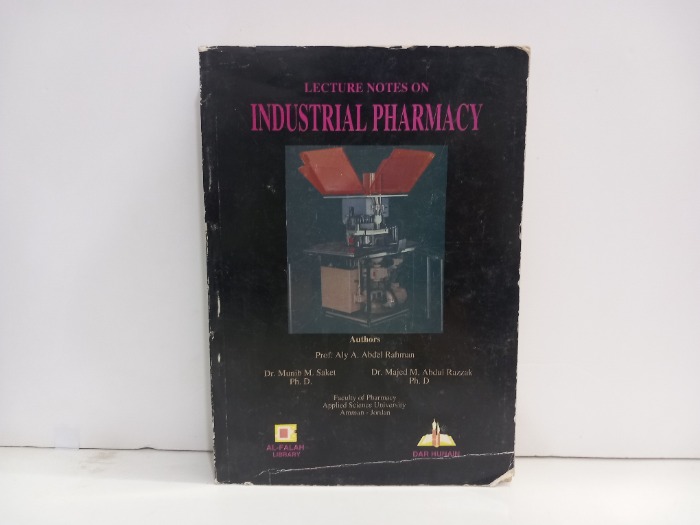 LECTURE NOTES ON
INDUSTRIAL PHARMACY
Authors
Prof: Aly A. Abdel Rahman
Dr. Munib M. Saket
Ph. D.
Dr. Majed M. Abdul-Razzak
Ph. D
Faculty of Pharmacy
Applied Science University
Amman - Jordan
AL-FALAH
LIBRARY
DAR HUNAIN